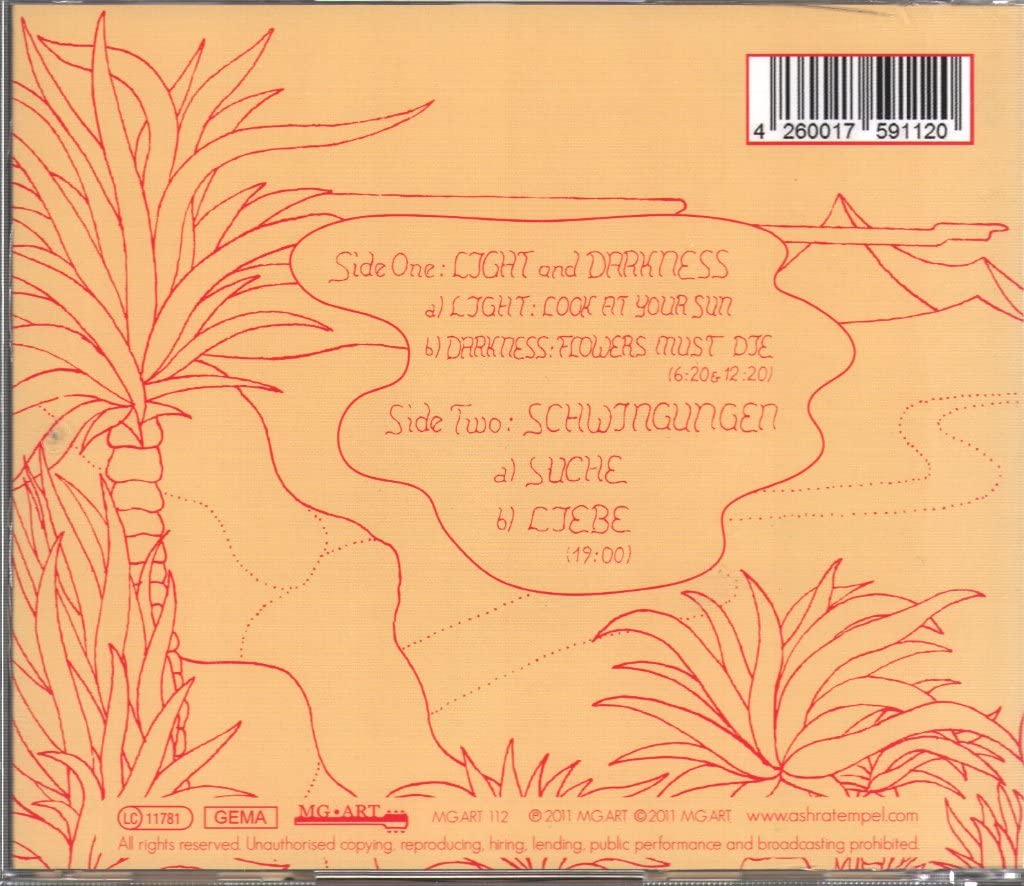 4 260017 591120
Side One: LIGHT and DARKNESS
a) LIGHT: LOOK AT YOUR SUN
b) DARKNESS: FLOWERS MUST DIE
(6:20 & 12:20)
Side Two: SCHWINGUNGEN
a) SUCHE
b) LIEBE
(19:00)
LC 11781 GEMA MG•ART MG.ART 112 ℗ 2011 MG.ART © 2011 MG.ART www.ashratempel.com
All rights reserved. Unauthorised copying, reproducing, hiring, lending, public performance and broadcasting prohibited.